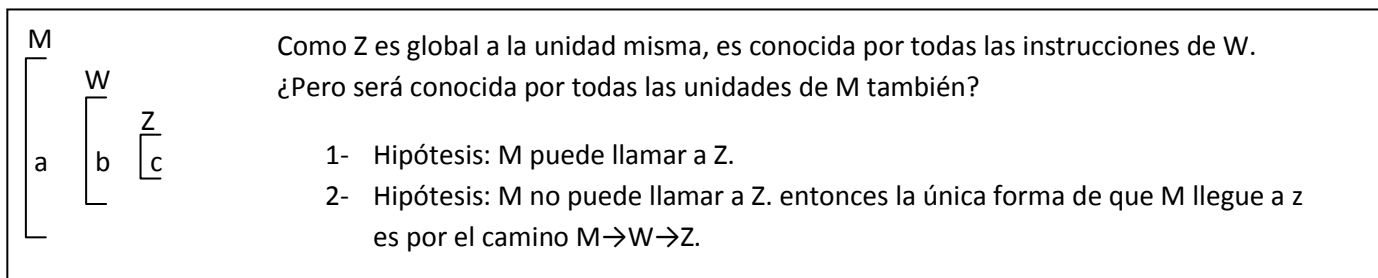 M
W
Z
a b c
Como Z es global a la unidad misma, es conocida por todas las instrucciones de W.
¿Pero será conocida por todas las unidades de M también?
1- Hipótesis: M puede llamar a Z.
2- Hipótesis: M no puede llamar a Z. entonces la única forma de que M llegue a z
es por el camino M→W→Z.